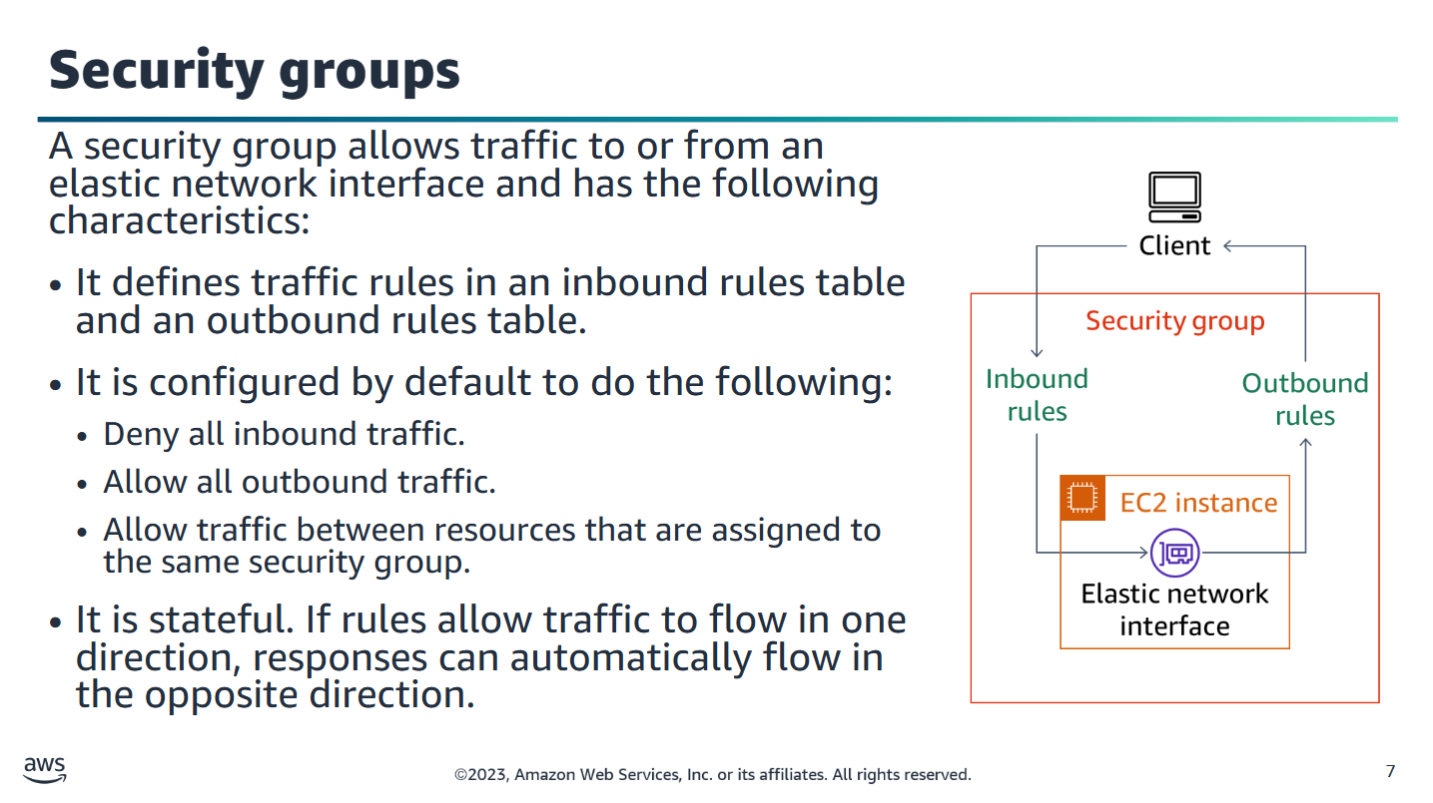 Security groups
A security group allows traffic to or from an
elastic network interface and has the following
characteristics:
• It defines traffic rules in an inbound rules table
and an outbound rules table.
• It is configured by default to do the following:
• Deny all inbound traffic.
• Allow all outbound traffic.
• Allow traffic between resources that are assigned to
the same security group.
• It is stateful. If rules allow traffic to flow in one
direction, responses can automatically flow in
the opposite direction.
Client
Security group
Inbound
rules
Outbound
rules
EC2 instance
Elastic network
interface
aws
©2023, Amazon Web Services, Inc. or its affiliates. All rights reserved.
7